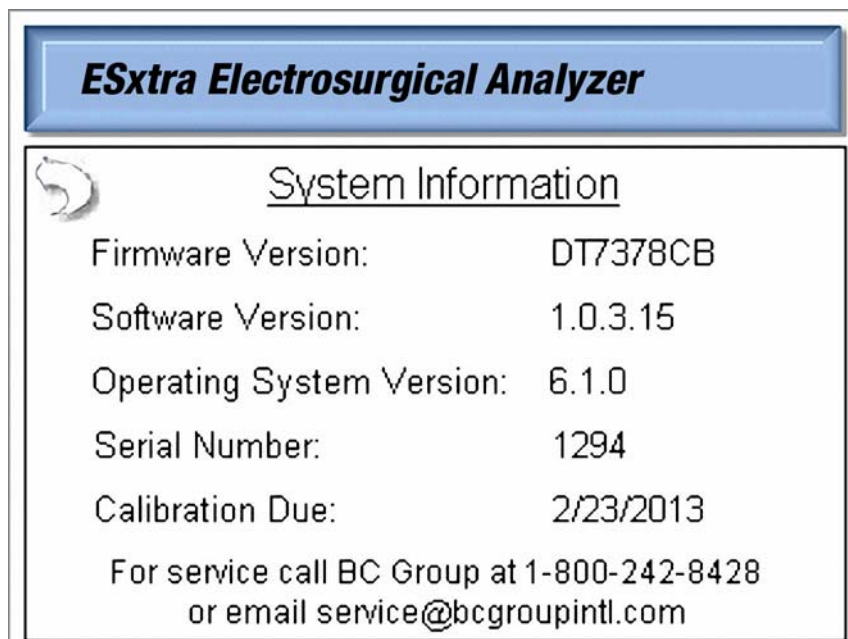 ESxtra Electrosurgical Analyzer
System Information
Firmware Version: DT7378CB
Software Version: 1.0.3.15
Operating System Version: 6.1.0
Serial Number: 1294
Calibration Due: 2/23/2013
For service call BC Group at 1-800-242-8428
or email service@bcgroupintl.com